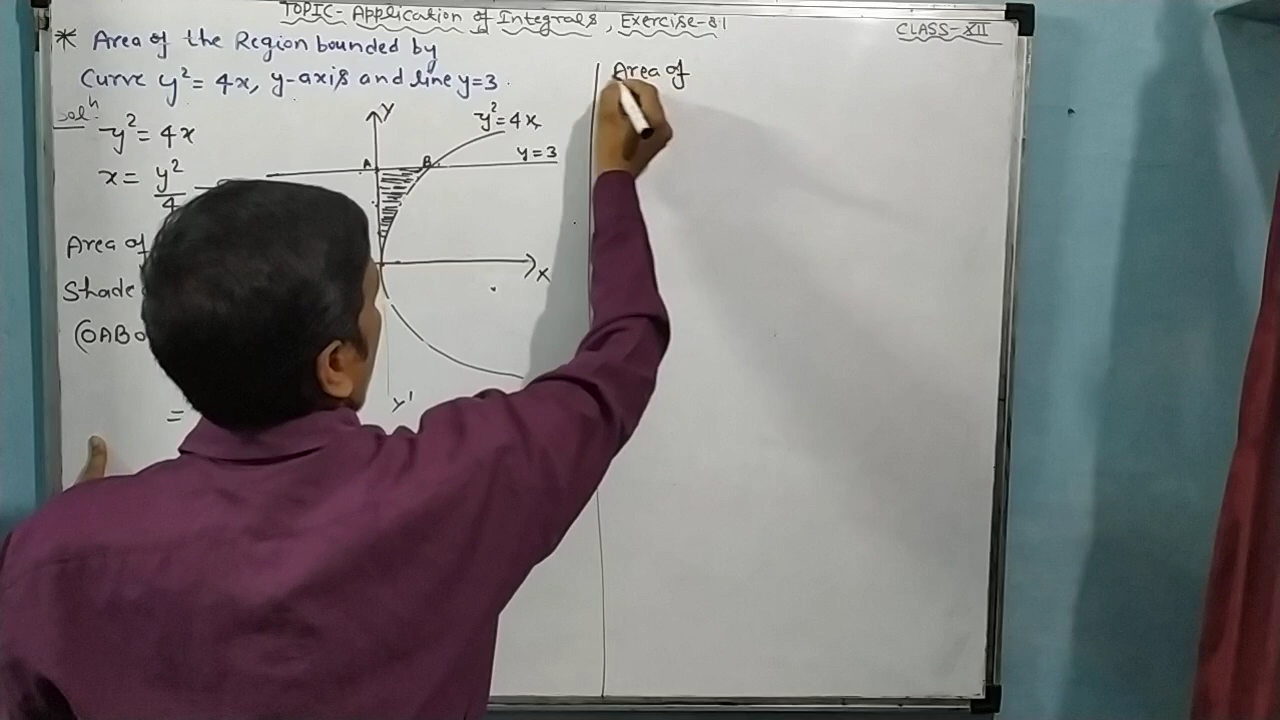 TOPIC- Application of Integrals, Exercise-8.1
CLASS-XII
* Area of the Region bounded by
Curve y² = 4x, y-axis and line y=3.
Solⁿ.
y² = 4x
x = y²/4
Area of
Shade
(OABO
=
Y
y² = 4x
y=3
A
B
X
Y'
Area of